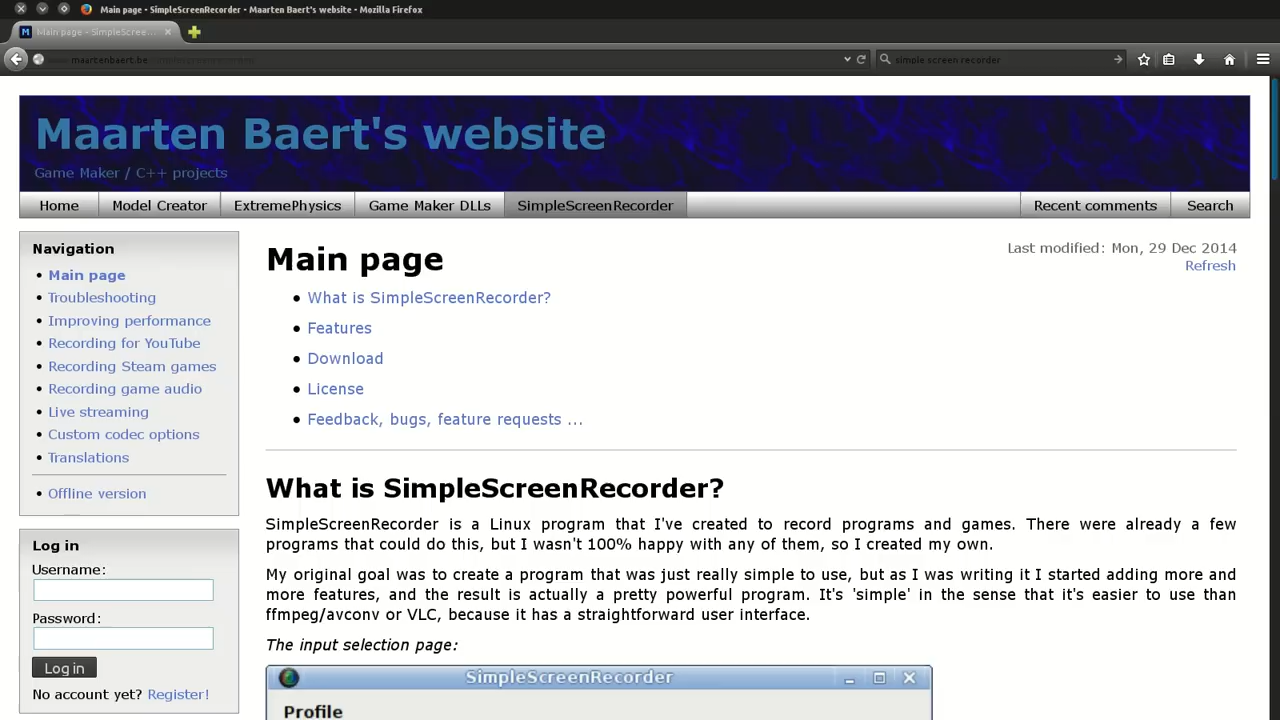 Main page - SimpleScreenRecorder - Maarten Baert's website - Mozilla Firefox
Main page - SimpleScree...
www.maartenbaert.be/simplescreenrecorder/
simple screen recorder
Maarten Baert's website
Game Maker / C++ projects
Home
Model Creator
ExtremePhysics
Game Maker DLLs
SimpleScreenRecorder
Recent comments
Search
Navigation
Main page
Troubleshooting
Improving performance
Recording for YouTube
Recording Steam games
Recording game audio
Live streaming
Custom codec options
Translations
Offline version
Log in
Username:
Password:
Log in
No account yet? Register!
Main page
Last modified: Mon, 29 Dec 2014
Refresh
What is SimpleScreenRecorder?
Features
Download
License
Feedback, bugs, feature requests ...
What is SimpleScreenRecorder?
SimpleScreenRecorder is a Linux program that I've created to record programs and games. There were already a few
programs that could do this, but I wasn't 100% happy with any of them, so I created my own.
My original goal was to create a program that was just really simple to use, but as I was writing it I started adding more and
more features, and the result is actually a pretty powerful program. It's 'simple' in the sense that it's easier to use than
ffmpeg/avconv or VLC, because it has a straightforward user interface.
The input selection page:
SimpleScreenRecorder
Profile